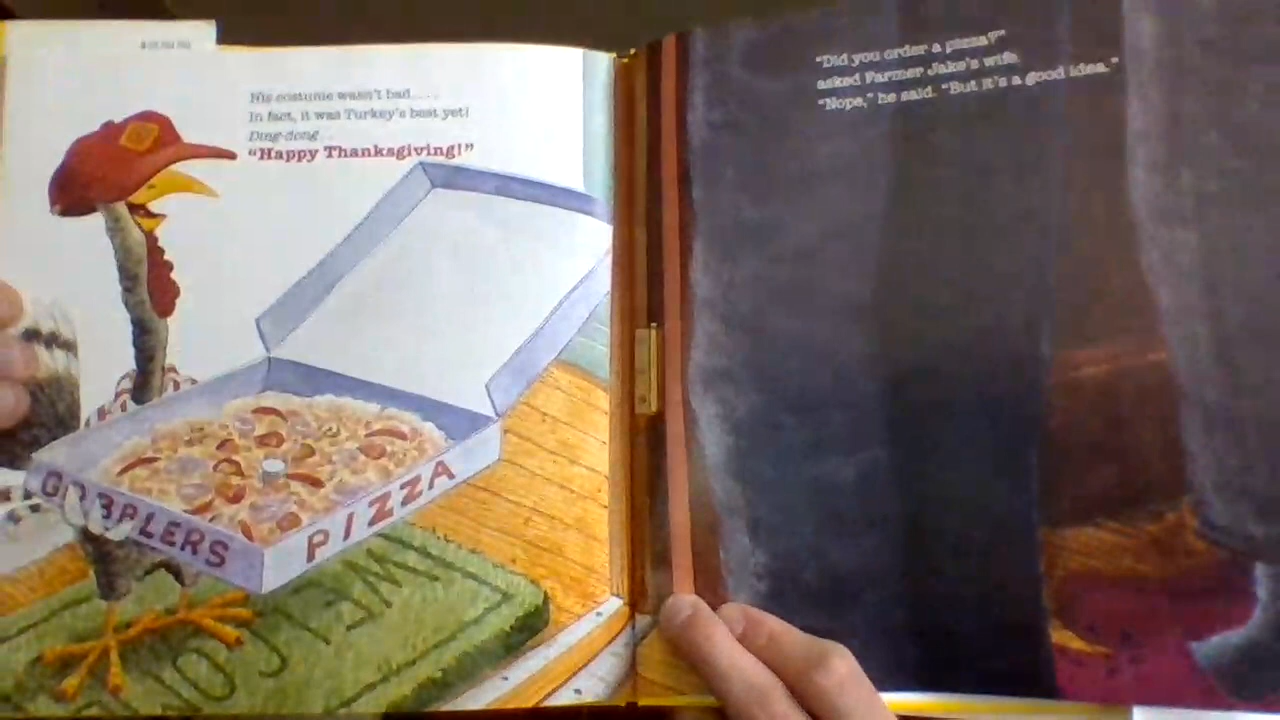 His costume wasn't bad....
In fact, it was Turkey's best yet!
Ding-dong...
"Happy Thanksgiving!"
GOBBLERS PIZZA
WELCOME
"Did you order a pizza?"
asked Farmer Jake's wife.
"Nope," he said. "But it's a good idea."